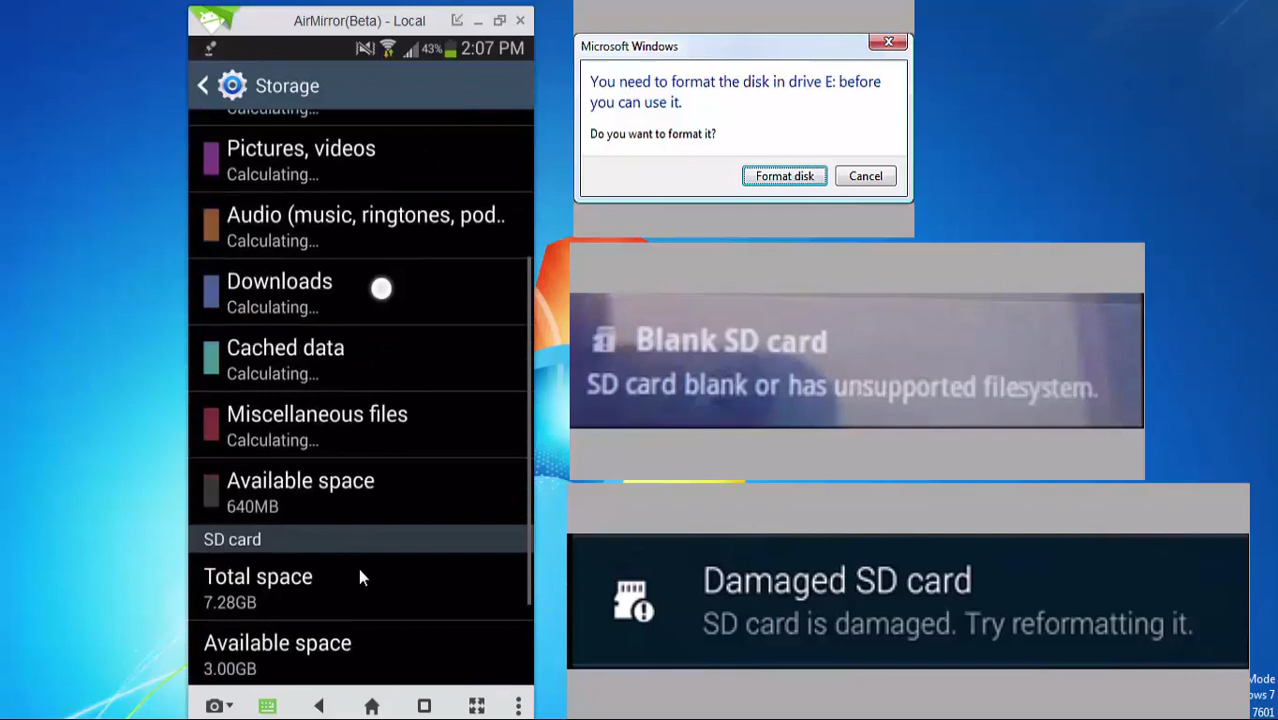 AirMirror(Beta) - Local
43% 2:07 PM
Storage
Calculating...
Pictures, videos
Calculating...
Audio (music, ringtones, pod..
Calculating...
Downloads
Calculating...
Cached data
Calculating...
Miscellaneous files
Calculating...
Available space
640MB
SD card
Total space
7.28GB
Available space
3.00GB
Microsoft Windows
You need to format the disk in drive E: before
you can use it.
Do you want to format it?
Format disk Cancel
Blank SD card
SD card blank or has unsupported filesystem.
Damaged SD card
SD card is damaged. Try reformatting it.
Mode
ows 7
7601